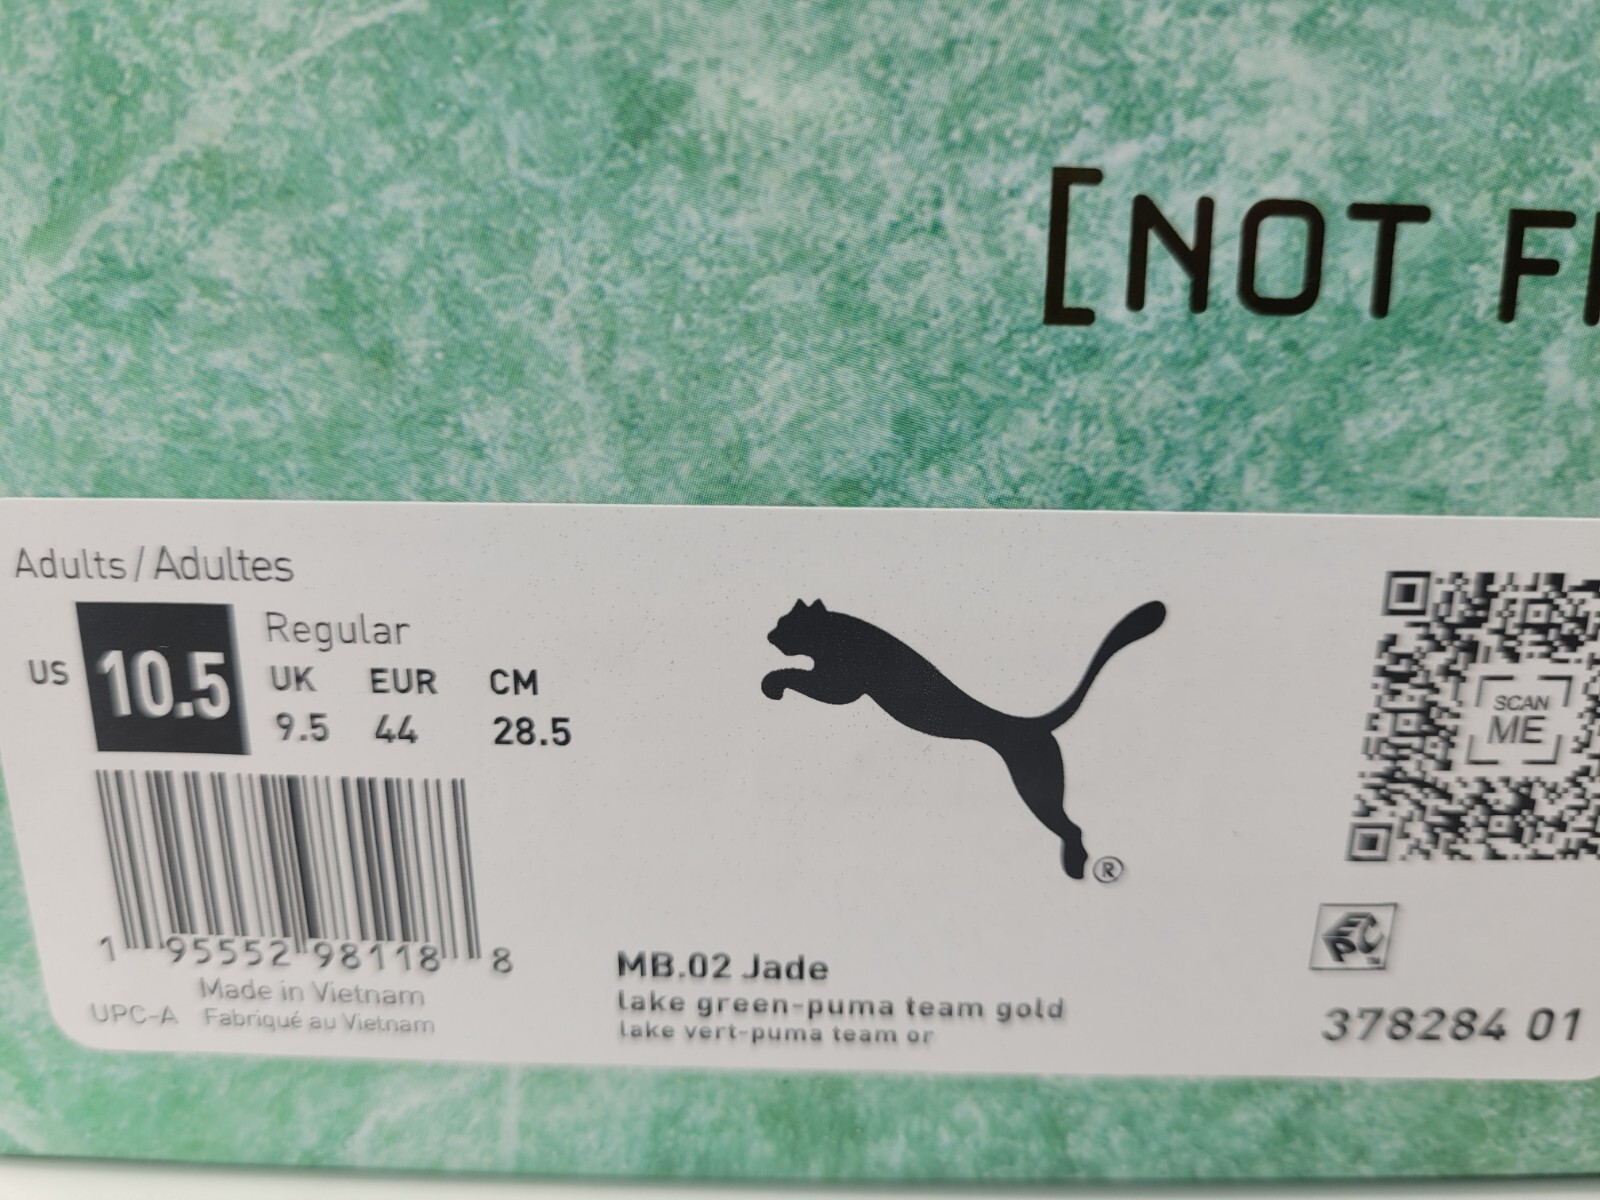 [NOT
Adults / Adultes
US 10.5
Regular
UK EUR CM
9.5 44 28.5
SCAN
ME
1 95552 98118 8
Made in Vietnam
UPC-A Fabriqué au Vietnam
®
MB.02 Jade
lake green-puma team gold
lake vert-puma team or
EPC™
378284 01